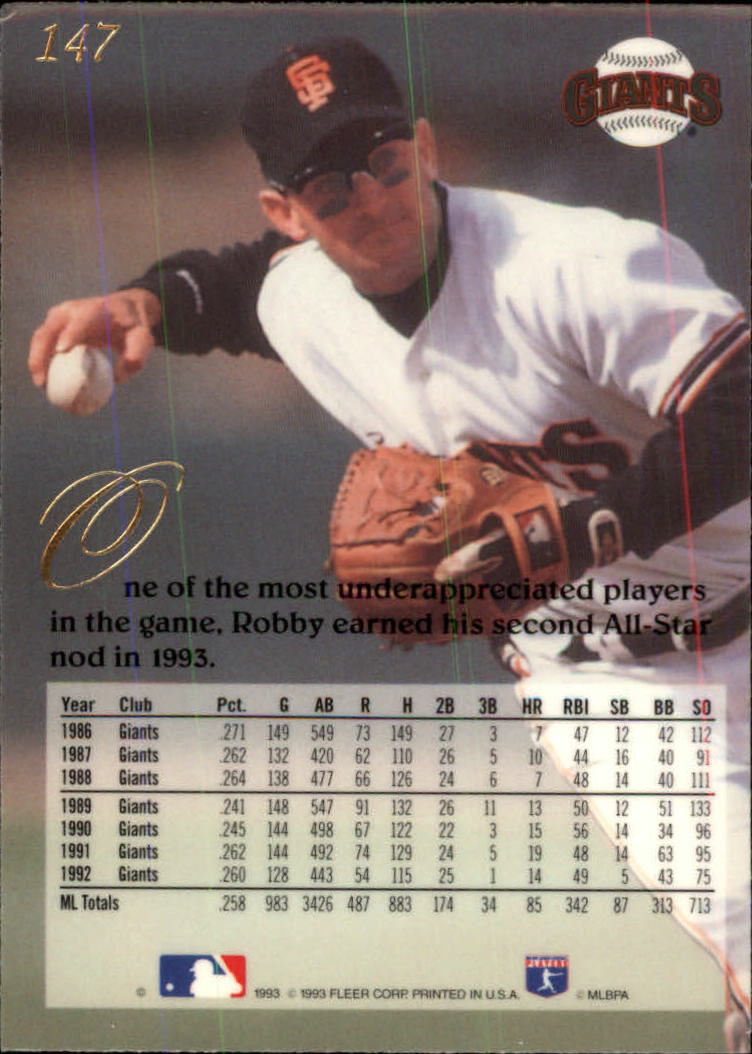 147
SF
GIANTS
One of the most underappreciated players
in the game, Robby earned his second All-Star
nod in 1993.
Year Club Pct. G AB R H 2B 3B HR RBI SB BB SO
1986 Giants .271 149 549 73 149 27 3 7 47 12 42 112
1987 Giants .262 132 420 62 110 26 5 10 44 16 40 91
1988 Giants .264 138 477 66 126 24 6 7 48 14 40 111
1989 Giants .241 148 547 91 132 26 11 13 50 12 51 133
1990 Giants .245 144 498 67 122 22 3 15 56 14 34 96
1991 Giants .262 144 492 74 129 24 5 19 48 14 63 95
1992 Giants .260 128 443 54 115 25 1 14 49 5 43 75
ML Totals .258 983 3426 487 883 174 34 85 342 87 313 713
PLAYERS
© 1993 © 1993 FLEER CORP. PRINTED IN U.S.A. © MLBPA